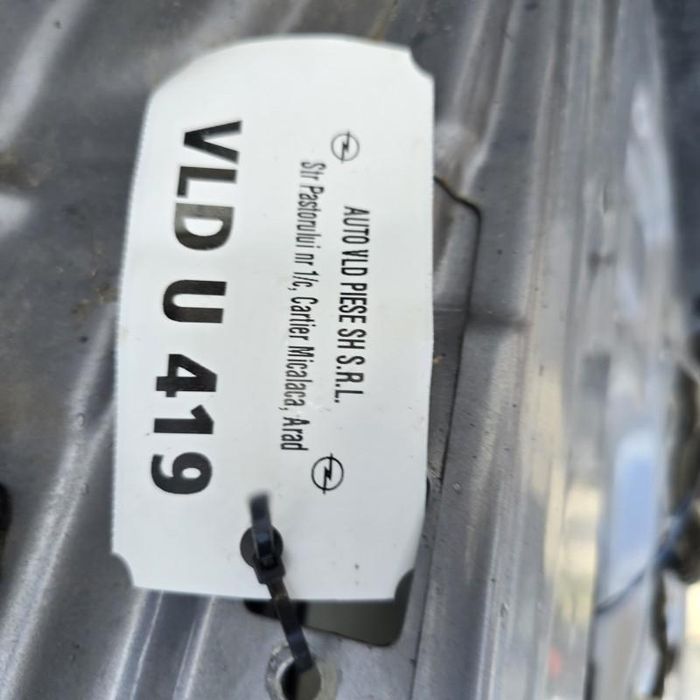 AUTO VLD PIESE SH S.R.L.
Str Pastorului nr 1/c, Cartier Micalaca, Arad
VLD U 419